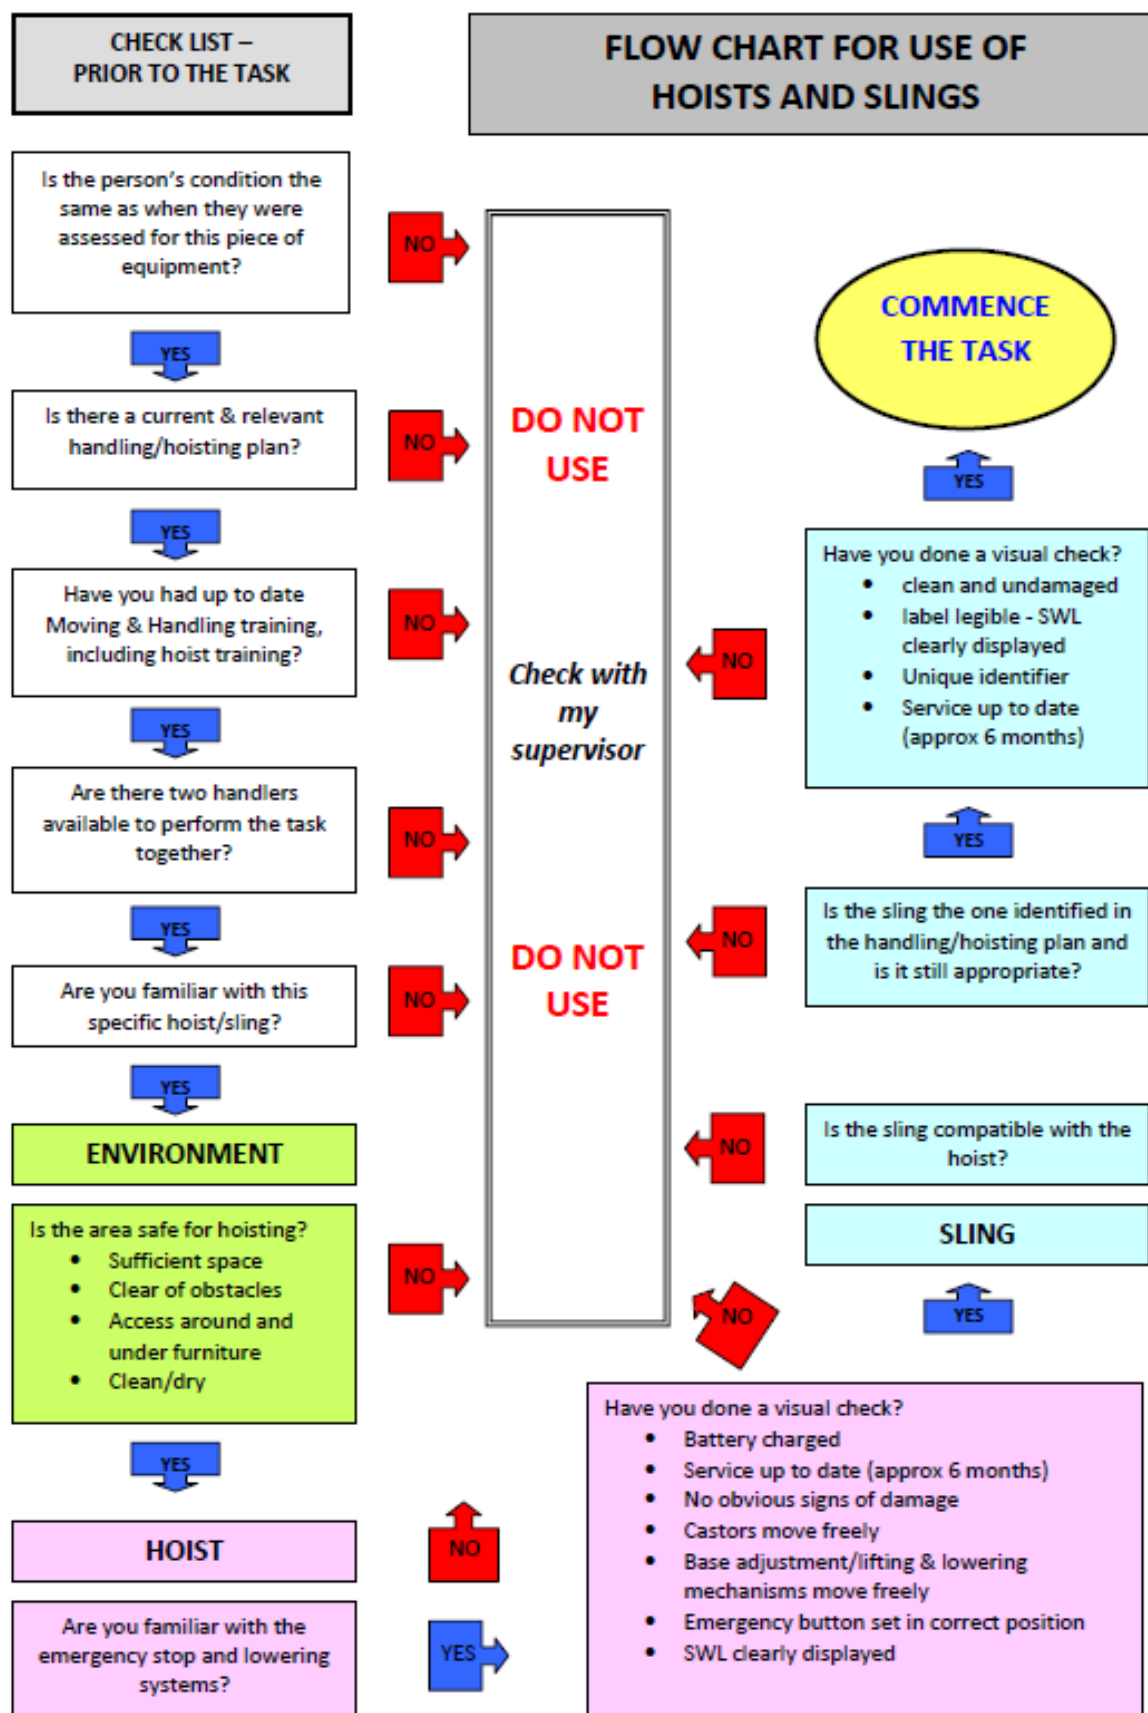 CHECK LIST –
PRIOR TO THE TASK
FLOW CHART FOR USE OF
HOISTS AND SLINGS
Is the person's condition the
same as when they were
assessed for this piece of
equipment?
NO
YES
Is there a current & relevant
handling/hoisting plan?
NO
YES
Have you had up to date
Moving & Handling training,
including hoist training?
NO
YES
Are there two handlers
available to perform the task
together?
NO
YES
Are you familiar with this
specific hoist/sling?
NO
YES
ENVIRONMENT
Is the area safe for hoisting?
• Sufficient space
• Clear of obstacles
• Access around and
under furniture
• Clean/dry
NO
YES
HOIST
Are you familiar with the
emergency stop and lowering
systems?
NO
YES
DO NOT
USE
Check with
my
supervisor
DO NOT
USE
Have you done a visual check?
• Battery charged
• Service up to date (approx 6 months)
• No obvious signs of damage
• Castors move freely
• Base adjustment/lifting & lowering
mechanisms move freely
• Emergency button set in correct position
• SWL clearly displayed
NO
YES
SLING
Is the sling compatible with the
hoist?
NO
Is the sling the one identified in
the handling/hoisting plan and
is it still appropriate?
NO
YES
Have you done a visual check?
• clean and undamaged
• label legible - SWL
clearly displayed
• Unique identifier
• Service up to date
(approx 6 months)
NO
YES
COMMENCE
THE TASK